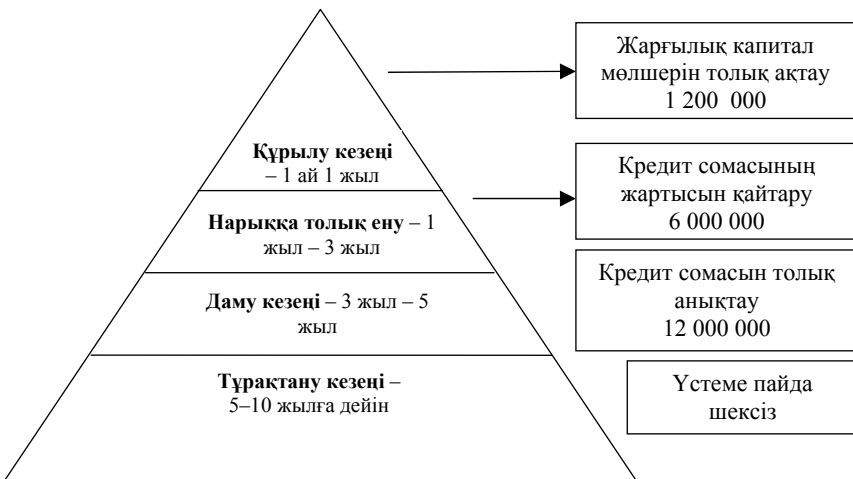 Жарғылық капитал
мөлшерін толық ақтау
1 200 000
Құрылу кезеңі
– 1 ай 1 жыл
Кредит сомасының
жартысын қайтару
6 000 000
Нарыққа толық ену – 1
жыл – 3 жыл
Кредит сомасын толық
анықтау
12 000 000
Даму кезеңі – 3 жыл – 5
жыл
Тұрақтану кезеңі –
5–10 жылға дейін
Үстеме пайда
шексіз